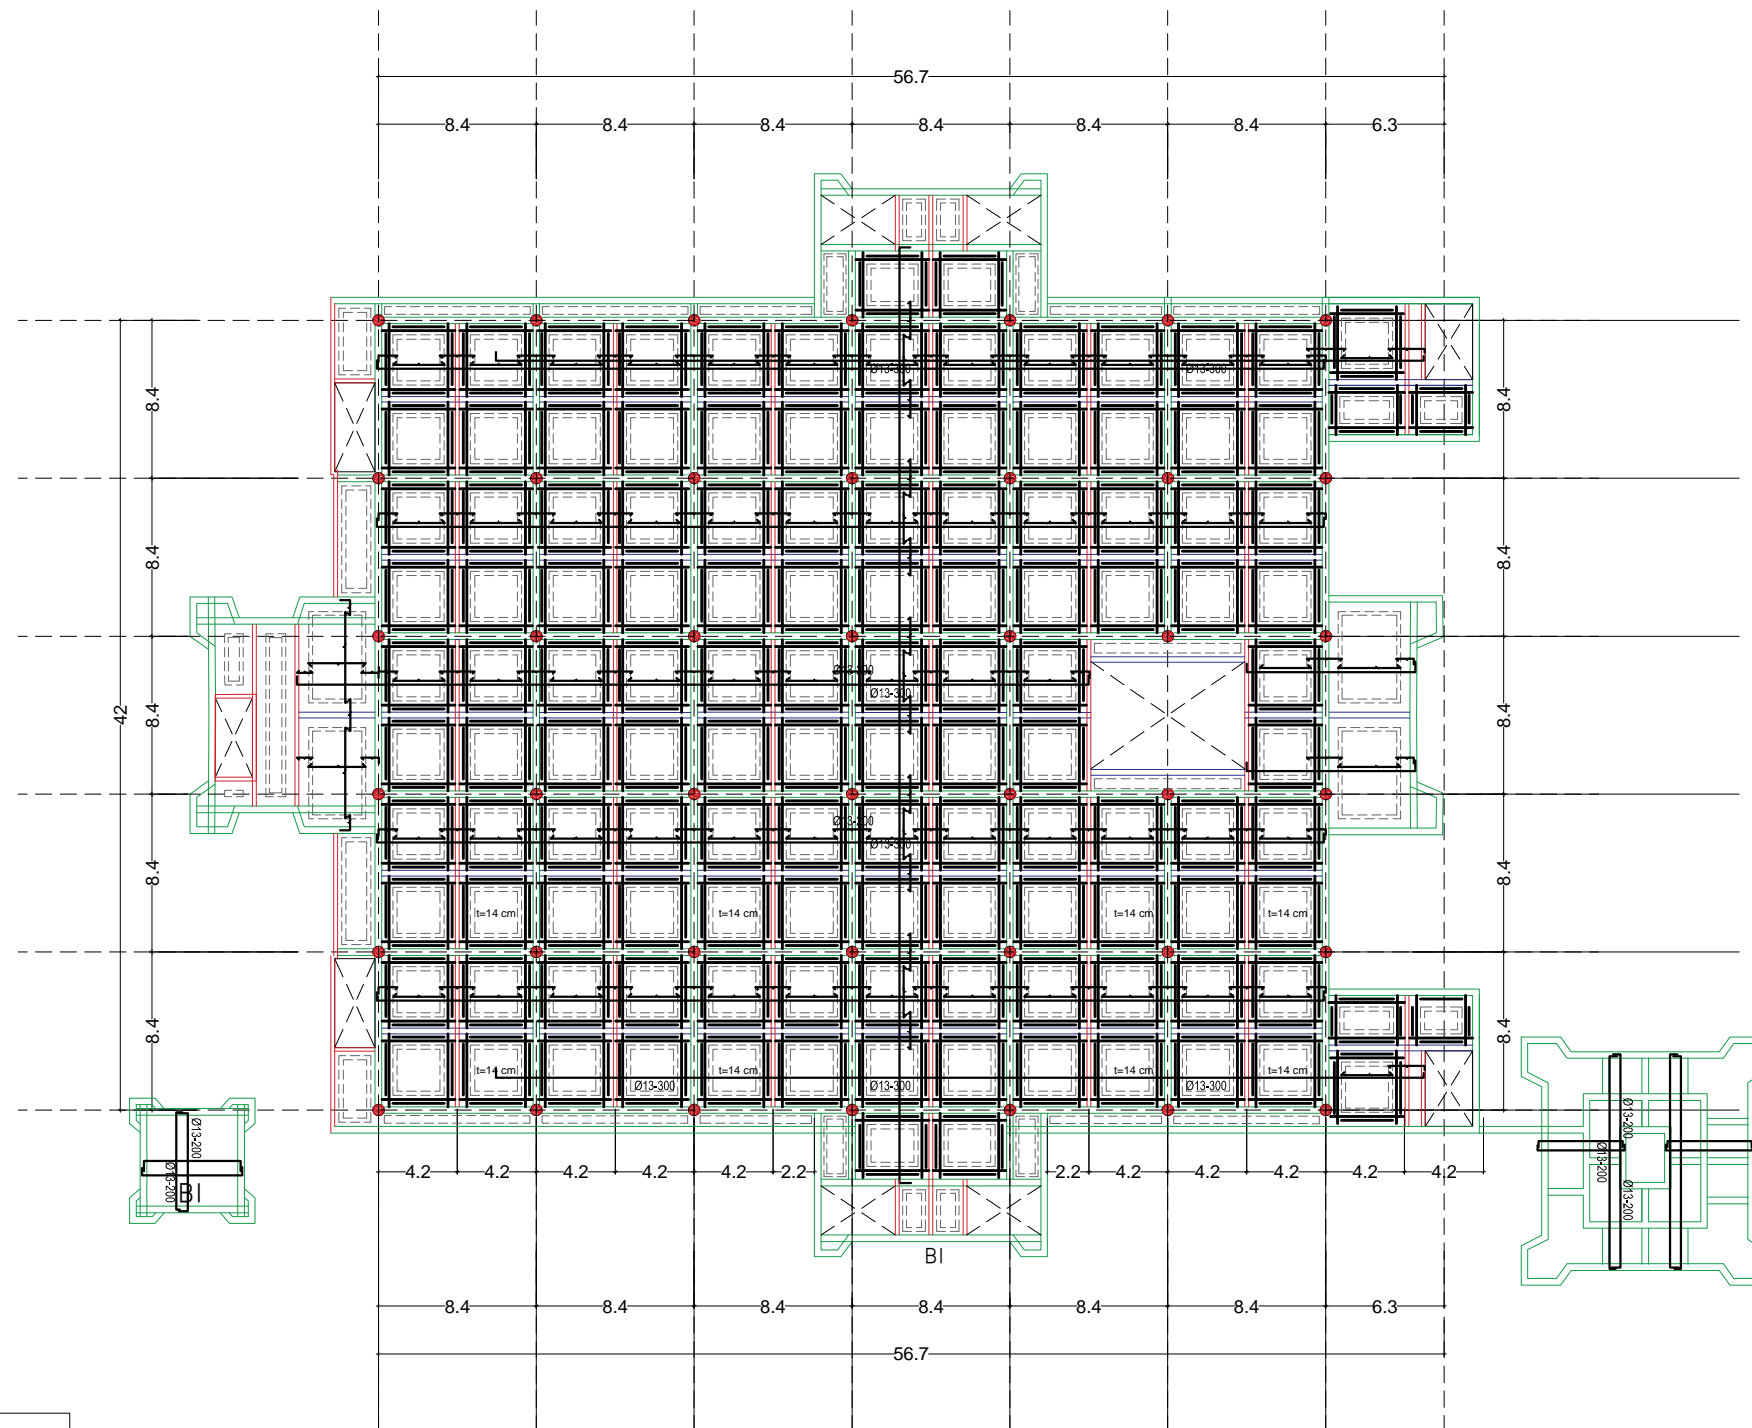 56.7
8.4 8.4 8.4 8.4 8.4 8.4 6.3
Ø13-300 Ø13-300
8.4 8.4
8.4 8.4
Ø13-300
42 8.4 8.4
Ø13-300
8.4 8.4
t=14 cm t=14 cm t=14 cm t=14 cm
8.4 8.4
t=14 cm t=14 cm t=14 cm t=14 cm
Ø13-300 Ø13-300 Ø13-300
Ø13-200 Ø13-200
Ø13-200 Ø13-200
Ø13-200
4.2 4.2 4.2 4.2 4.2 2.2 2.2 4.2 4.2 4.2 4.2 4.2
BI
BI
8.4 8.4 8.4 8.4 8.4 8.4 6.3
56.7